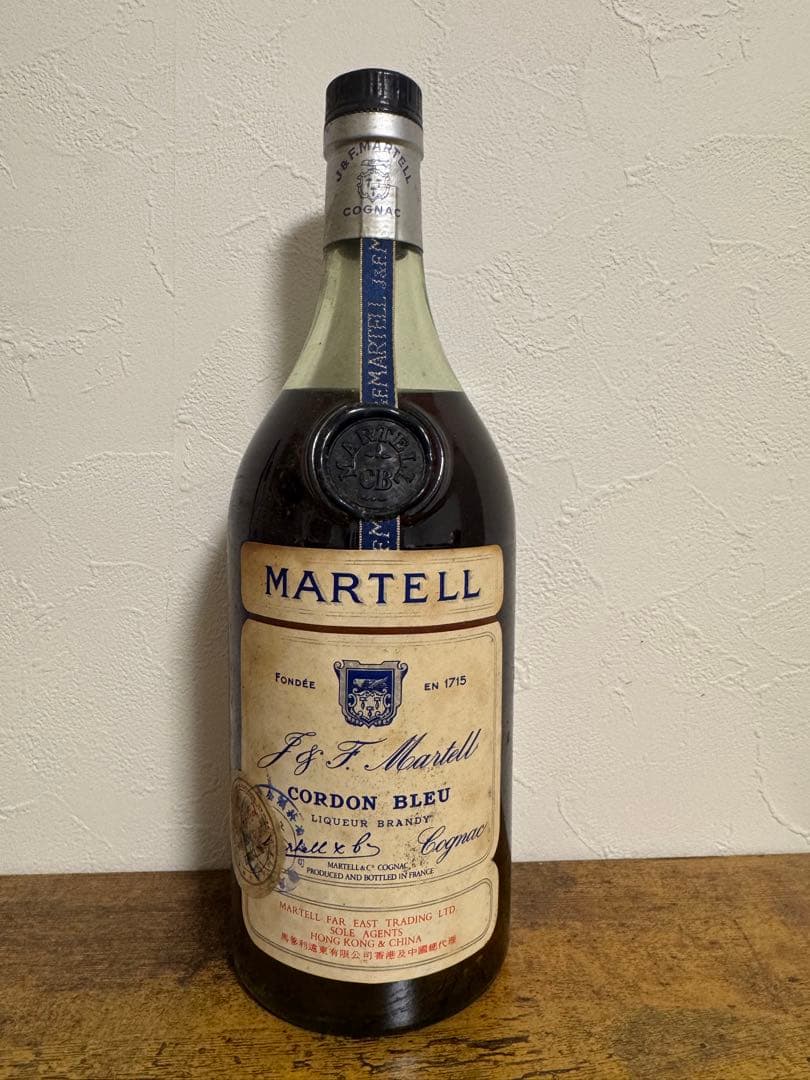 J & F. MARTELL
COGNAC
J&F.M
MARTELL
MARTELL
CB
MARTELL
FONDÉE EN 1715
J & F. Martell
CORDON BLEU
LIQUEUR BRANDY
Cognac
MARTELL & Cº COGNAC
PRODUCED AND BOTTLED IN FRANCE
MARTELL FAR EAST TRADING LTD
SOLE AGENTS
HONG KONG & CHINA
馬爹利遠東有限公司香港及中國總代理